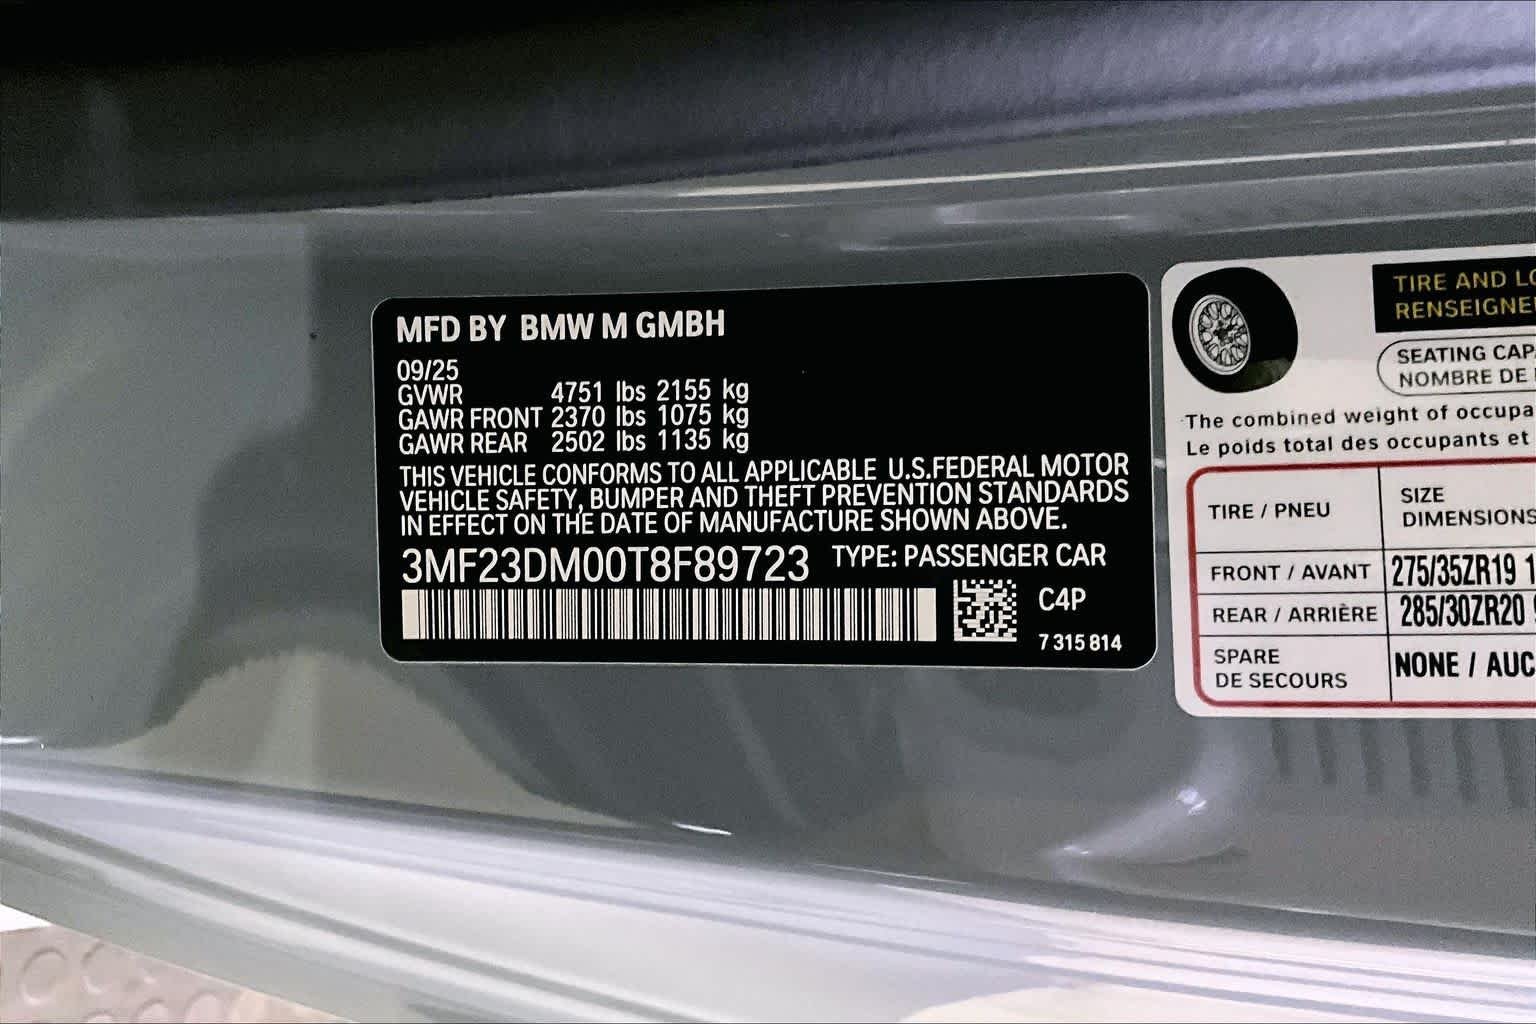 MFD BY BMW M GMBH
09/25
GVWR 4751 lbs 2155 kg
GAWR FRONT 2370 lbs 1075 kg
GAWR REAR 2502 lbs 1135 kg
THIS VEHICLE CONFORMS TO ALL APPLICABLE U.S.FEDERAL MOTOR
VEHICLE SAFETY, BUMPER AND THEFT PREVENTION STANDARDS
IN EFFECT ON THE DATE OF MANUFACTURE SHOWN ABOVE.
3MF23DM00T8F89723 TYPE: PASSENGER CAR
C4P
7 315 814
TIRE AND LO
RENSEIGNE
SEATING CAPA
NOMBRE DE
The combined weight of occupa
Le poids total des occupants et
TIRE / PNEU
SIZE
DIMENSIONS
FRONT / AVANT 275/35ZR19 1
REAR / ARRIÈRE 285/30ZR20 9
SPARE
DE SECOURS
NONE / AUC